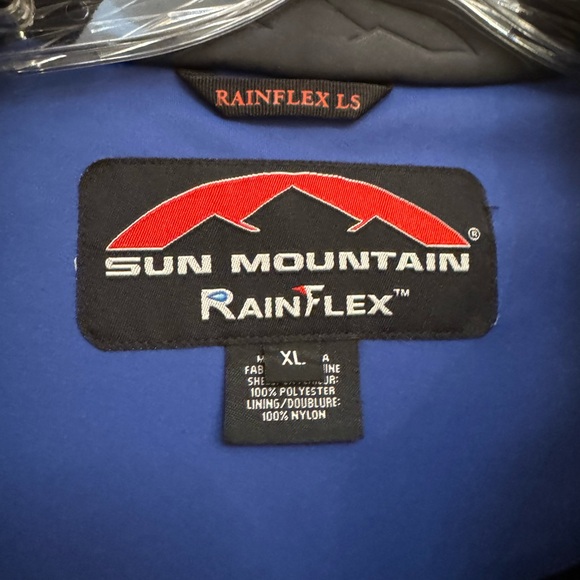 RAINFLEX LS
®
SUN MOUNTAIN
RAINFLEX™
XL
100% POLYESTER
LINING/DOUBLURE:
100% NYLON